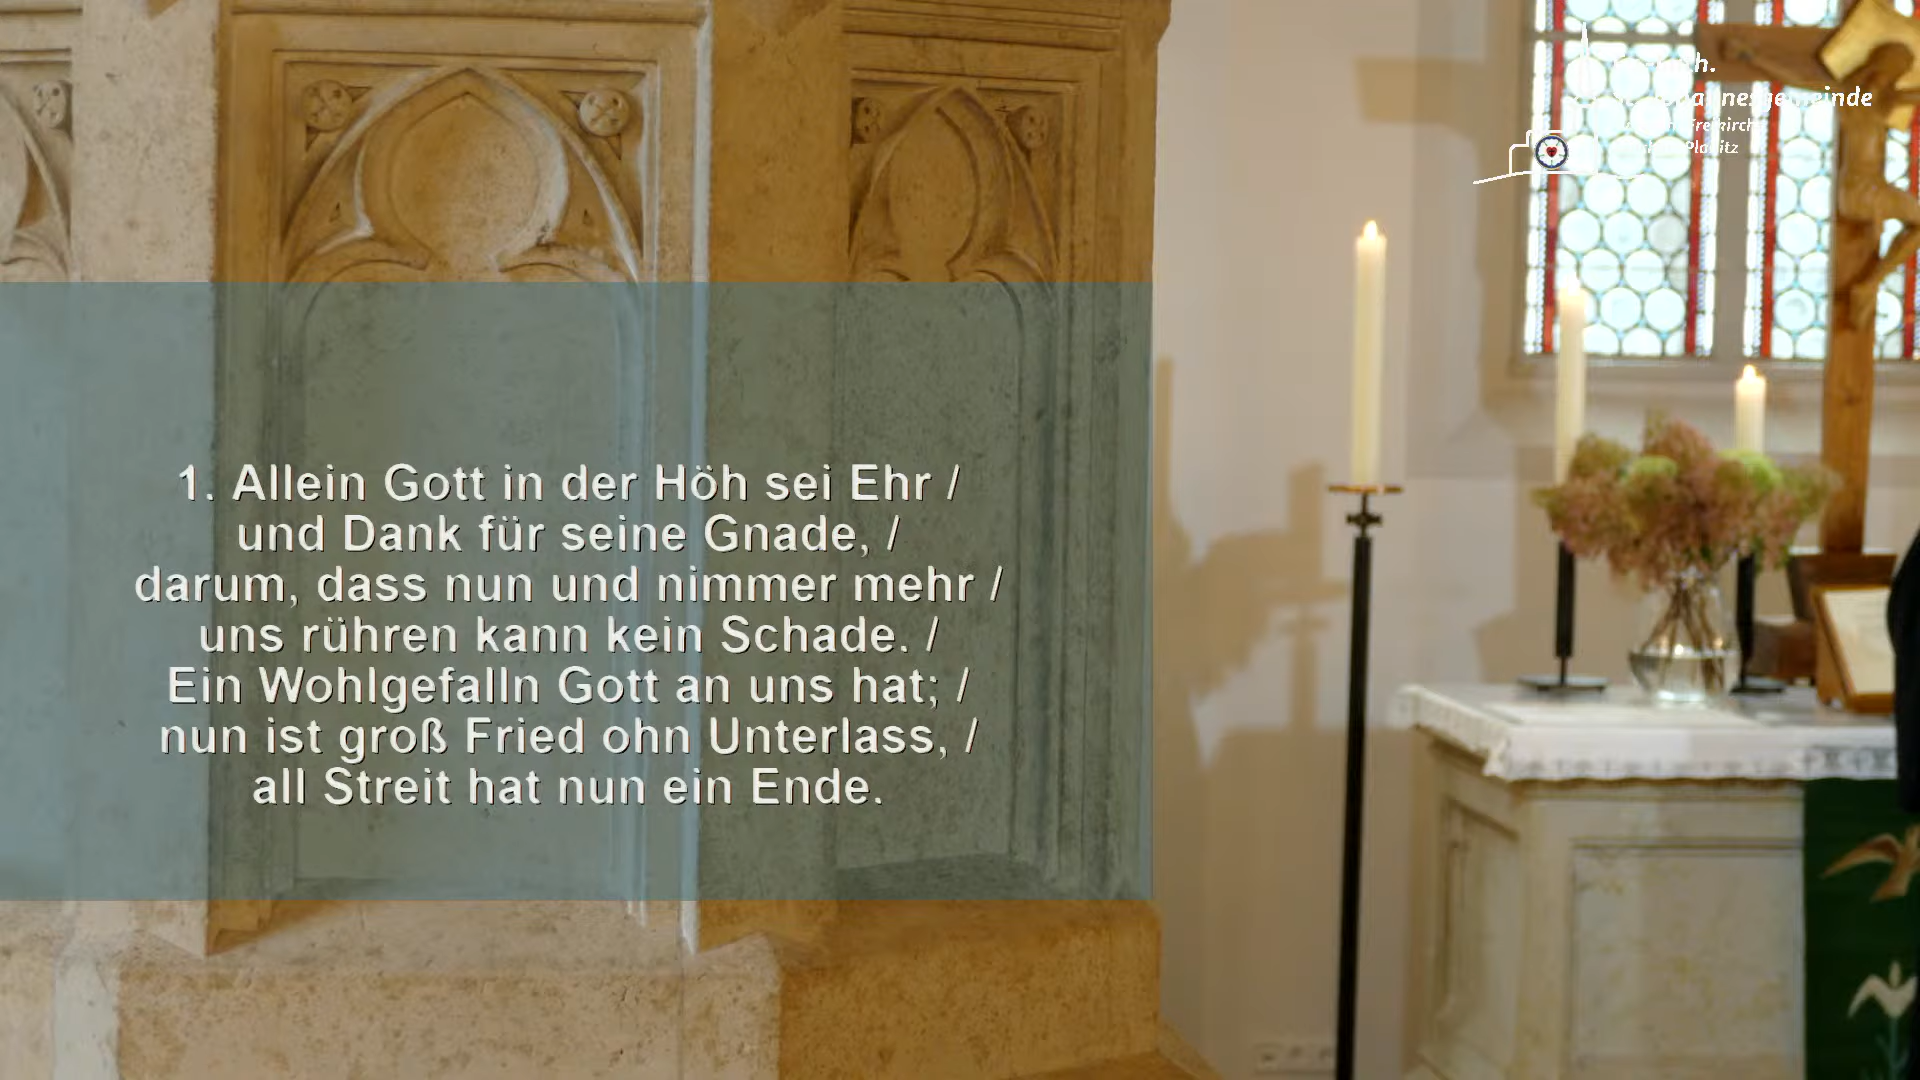 nesgemeinde
1. Allein Gott in der Höh sei Ehr /
und Dank für seine Gnade, /
darum, dass nun und nimmer mehr /
uns rühren kann kein Schade. /
Ein Wohlgefalln Gott an uns hat; /
nun ist groß Fried ohn Unterlass, /
all Streit hat nun ein Ende.